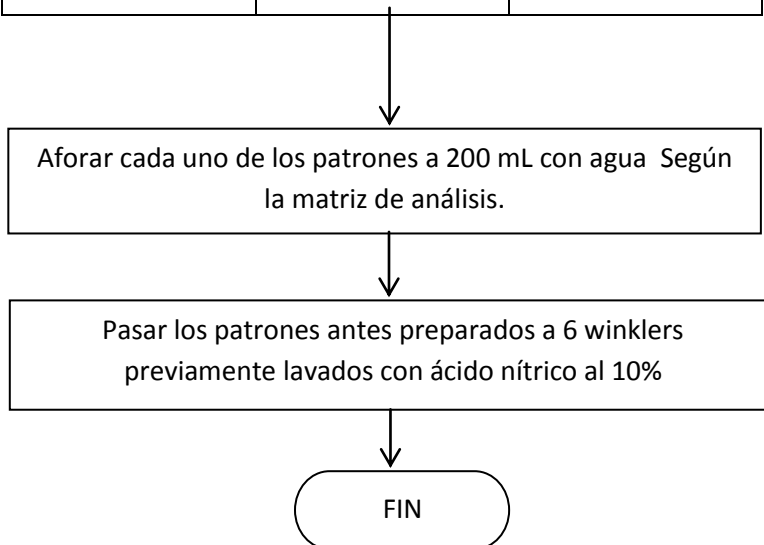 Aforar cada uno de los patrones a 200 mL con agua  Según
la matriz de análisis.
Pasar los patrones antes preparados a 6 winklers
previamente lavados con ácido nítrico al 10%
FIN